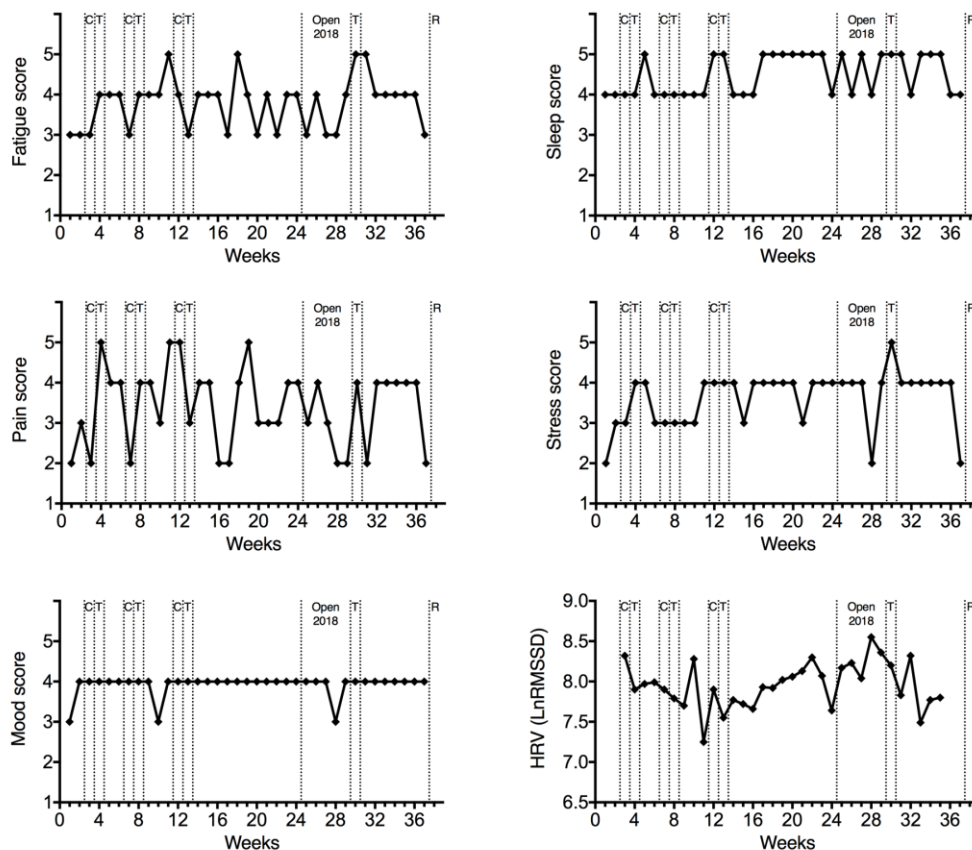 C T C T C T Open 2018 T R
Fatigue score
5
4
3
2
1
0 4 8 12 16 20 24 28 32 36
Weeks
C T C T C T Open 2018 T R
Sleep score
5
4
3
2
1
0 4 8 12 16 20 24 28 32 36
Weeks
C T C T C T Open 2018 T R
Pain score
5
4
3
2
1
0 4 8 12 16 20 24 28 32 36
Weeks
C T C T C T Open 2018 T R
Stress score
5
4
3
2
1
0 4 8 12 16 20 24 28 32 36
Weeks
C T C T C T Open 2018 T R
Mood score
5
4
3
2
1
0 4 8 12 16 20 24 28 32 36
Weeks
C T C T C T Open 2018 T R
HRV (LnRMSSD)
9.0
8.5
8.0
7.5
7.0
6.5
0 4 8 12 16 20 24 28 32 36
Weeks